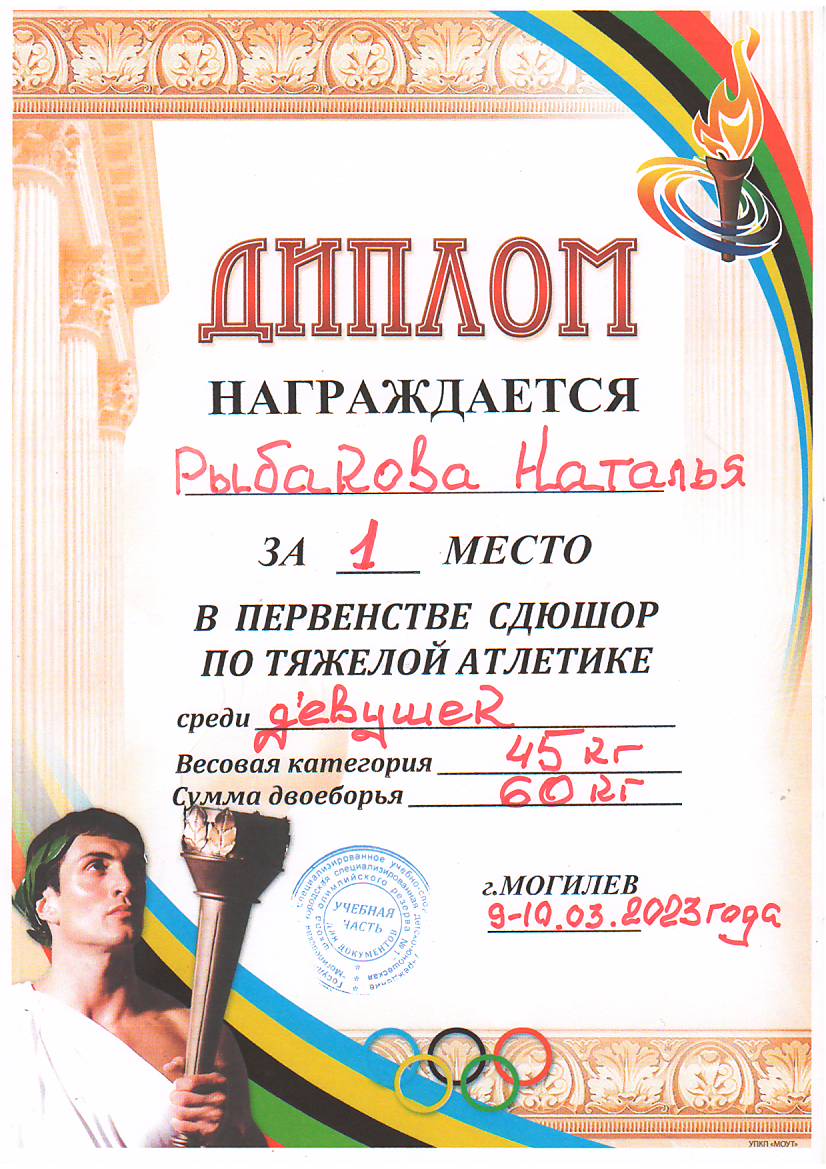 ДИПЛОМ
НАГРАЖДАЕТСЯ
Рыбакова Наталья
ЗА 1 МЕСТО
В ПЕРВЕНСТВЕ СДЮШОР
ПО ТЯЖЕЛОЙ АТЛЕТИКЕ
среди девушек
Весовая категория 45 кг
Сумма двоеборья 60 кг
УЧЕБНАЯ
ЧАСТЬ
ДЛЯ ДОКУМЕНТОВ
г.МОГИЛЕВ
9-10.03.2023 года
УПКП «МОУТ»